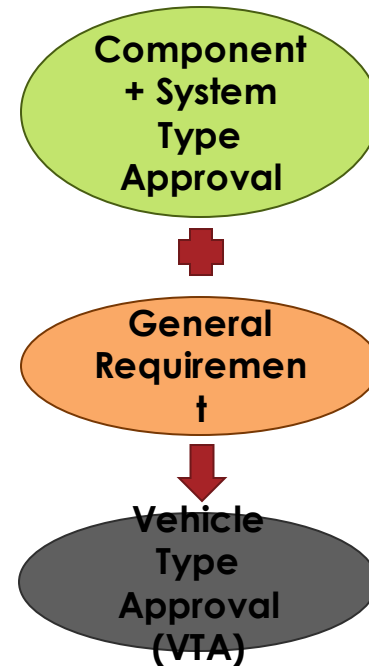 Component
+ System
Type
Approval
General
Requiremen
t
Vehicle
Type
Approval
(VTA)